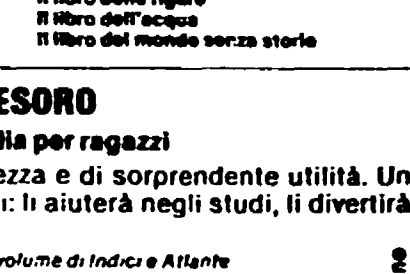 Il libro delle figure
Il libro dell'acqua
Il libro del mondo senza storie
ESORO
lia per ragazzi
ezza e di sorprendente utilità. Un
i: li aiuterà negli studi, li divertirà
volume di Indici e Atlante